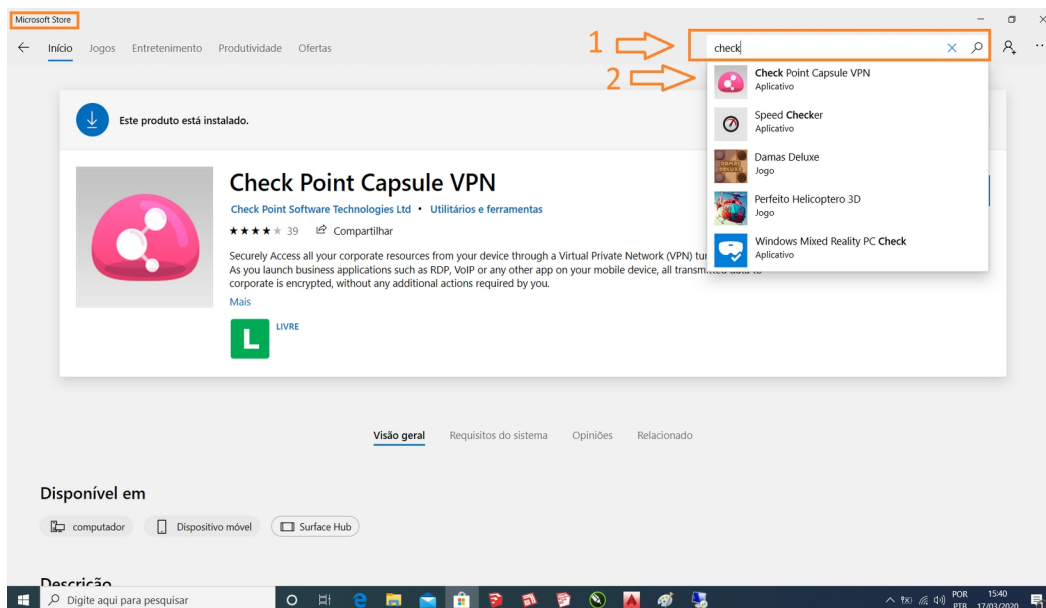 Microsoft Store
Início Jogos Entretenimento Produtividade Ofertas
1
check
2
Check Point Capsule VPN
Aplicativo
Speed Checker
Aplicativo
Damas Deluxe
Jogo
Perfeito Helicoptero 3D
Jogo
Windows Mixed Reality PC Check
Aplicativo
Este produto está instalado.
Check Point Capsule VPN
Check Point Software Technologies Ltd • Utilitários e ferramentas
39 Compartilhar
Securely Access all your corporate resources from your device through a Virtual Private Network (VPN)
As you launch business applications such as RDP, VoIP or any other app on your mobile device, all transmitted data to
corporate is encrypted, without any additional actions required by you.
Mais
L LIVRE
Visão geral Requisitos do sistema Opiniões Relacionado
Disponível em
computador Dispositivo móvel Surface Hub
Descrição
Digite aqui para pesquisar
POR 15:40
PTB 17/03/2020